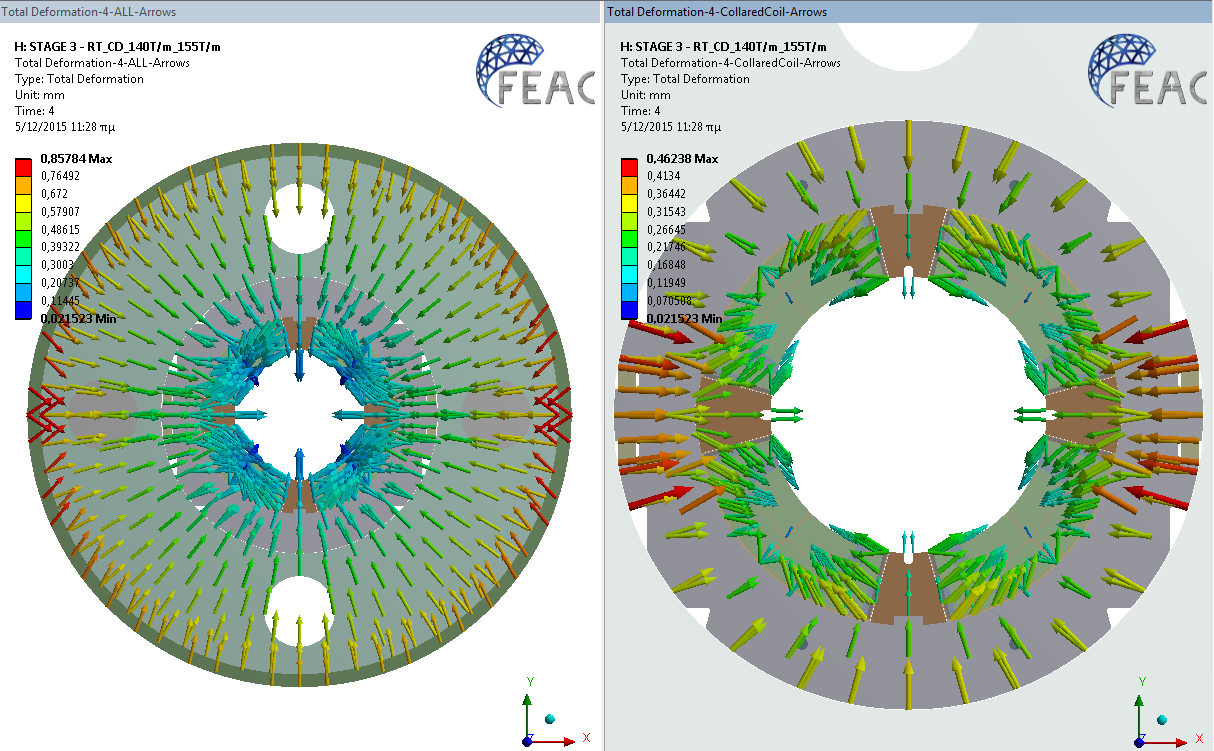 Total Deformation-4-ALL-Arrows
H: STAGE 3 - RT_CD_140T/m_155T/m
Total Deformation-4-ALL-Arrows
Type: Total Deformation
Unit: mm
Time: 4
5/12/2015 11:28 πμ
FEAC
0,85784 Max
0,76492
0,672
0,57907
0,48615
0,39322
0,3003
0,20737
0,11445
0,021523 Min
Y
Z
X
Total Deformation-4-CollaredCoil-Arrows
H: STAGE 3 - RT_CD_140T/m_155T/m
Total Deformation-4-CollaredCoil-Arrows
Type: Total Deformation
Unit: mm
Time: 4
5/12/2015 11:28 πμ
FEAC
0,46238 Max
0,4134
0,36442
0,31543
0,26645
0,21746
0,16848
0,11949
0,070508
0,021523 Min
Y
Z
X